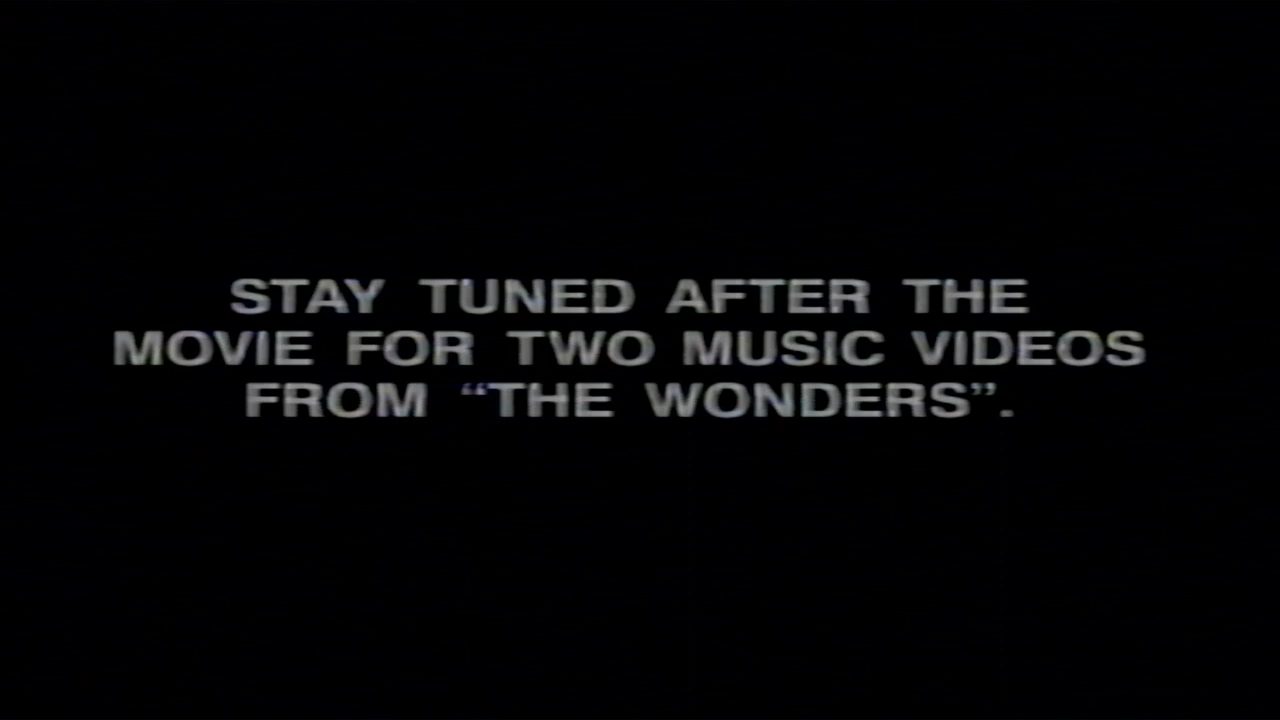 STAY TUNED AFTER THE
MOVIE FOR TWO MUSIC VIDEOS
FROM “THE WONDERS”.